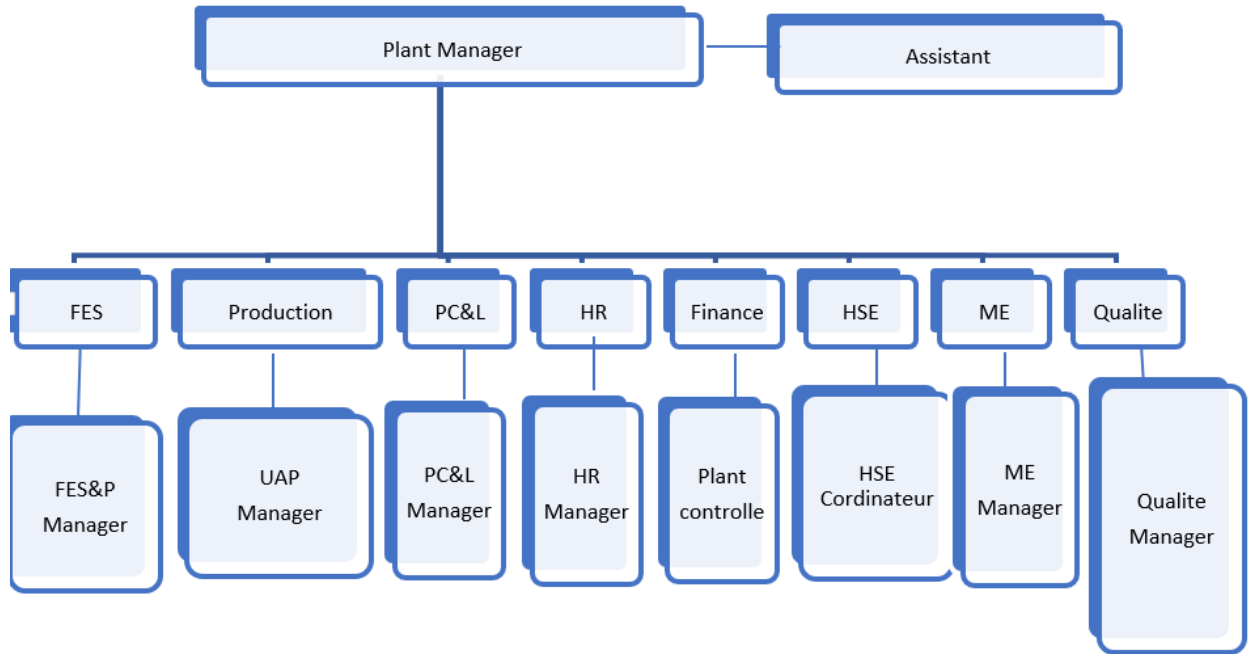 Plant Manager
Assistant
FES
Production
PC&L
HR
Finance
HSE
ME
Qualite
FES&P
Manager
UAP
Manager
PC&L
Manager
HR
Manager
Plant
controlle
HSE
Cordinateur
ME
Manager
Qualite
Manager